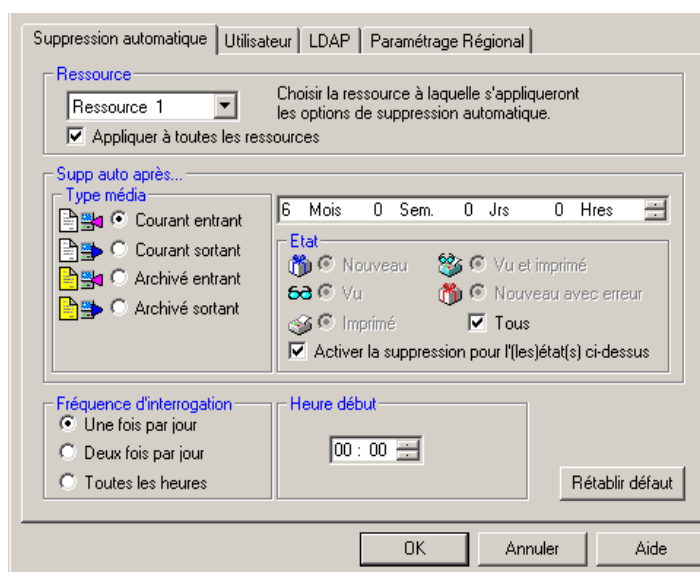 Suppression automatique
Utilisateur
LDAP
Paramétrage Régional
Ressource
Ressource 1
Choisir la ressource à laquelle s'appliqueront
les options de suppression automatique.
Appliquer à toutes les ressources
Supp auto après...
Type média
Courant entrant
Courant sortant
Archivé entrant
Archivé sortant
6 Mois 0 Sem. 0 Jrs 0 Hres
Etat
Nouveau
Vu et imprimé
Vu
Nouveau avec erreur
Imprimé
Tous
Activer la suppression pour l'(les)état(s) ci-dessus
Fréquence d'interrogation
Une fois par jour
Deux fois par jour
Toutes les heures
Heure début
00 : 00
Rétablir défaut
OK
Annuler
Aide